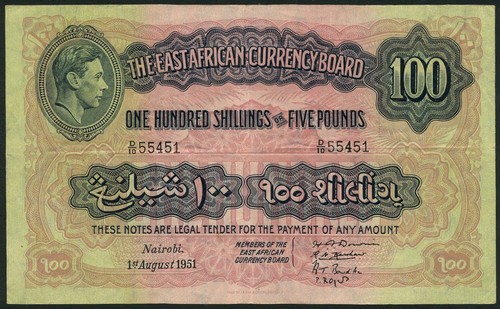 THE EAST AFRICAN CURRENCY BOARD
100
ONE HUNDRED SHILLINGS OR FIVE POUNDS
D/10 55451 D/10 55451
شيلنغ ١٠٠ ૧૦૦ શીલીંગ
THESE NOTES ARE LEGAL TENDER FOR THE PAYMENT OF ANY AMOUNT
Nairobi.
1st August 1951
MEMBERS OF THE
EAST AFRICAN
CURRENCY BOARD
١٠٠ ૧૦૦